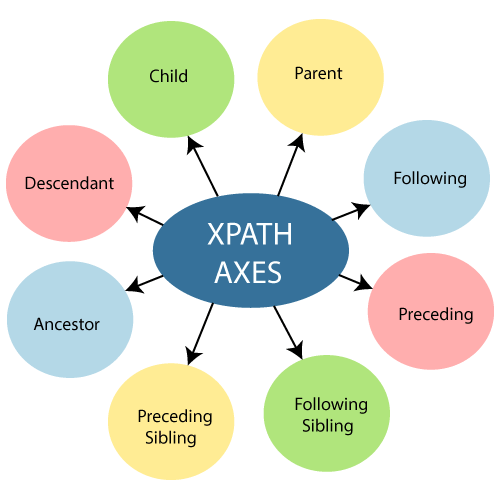 Child
Parent
Descendant
Following
XPATH
AXES
Ancestor
Preceding
Preceding
Sibling
Following
Sibling